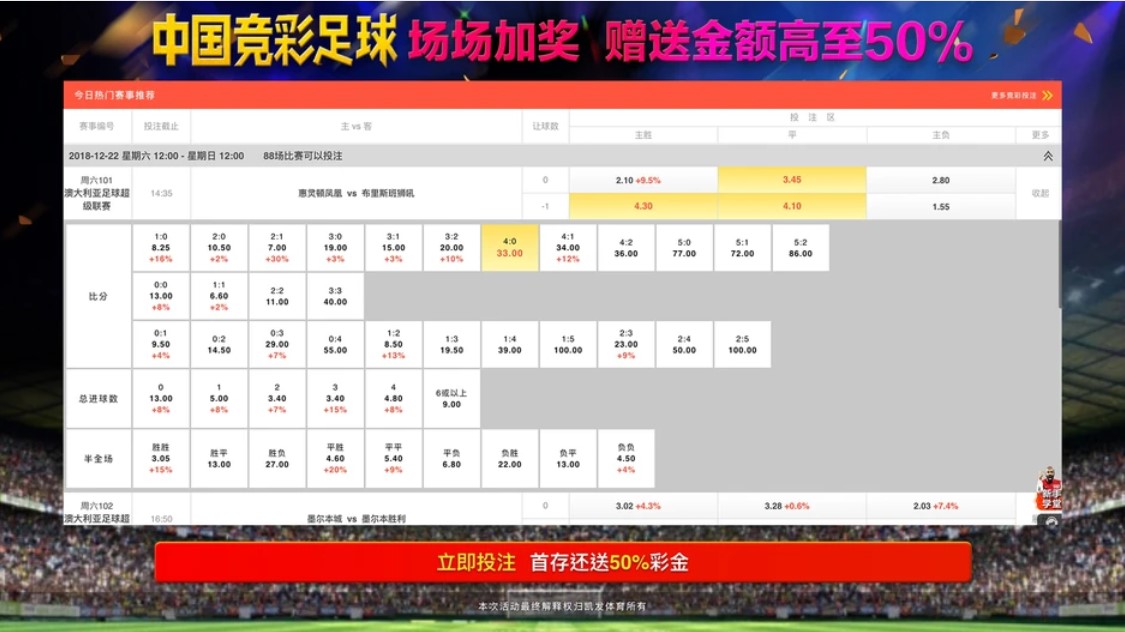 中国竞彩足球 场场加奖 赠送金额高至50%
今日热门赛事推荐 更多竞彩投注
赛事编号 投注截止 主 vs 客 让球数 投 注 区
主胜 平 主负 更多
2018-12-22 星期六 12:00 - 星期日 12:00 88场比赛可以投注
周六101
澳大利亚足球超
级联赛
14:35 惠灵顿凤凰 vs 布里斯班狮吼
0 2.10 +9.5% 3.45 2.80
-1 4.30 4.10 1.55
收起
比分
1:0 2:0 2:1 3:0 3:1 3:2 4:0 4:1 4:2 5:0 5:1 5:2
8.25 10.50 7.00 19.00 15.00 20.00 33.00 34.00 36.00 77.00 72.00 86.00
+16% +2% +30% +3% +3% +10% +12%
0:0 1:1 2:2 3:3
13.00 6.60 11.00 40.00
+8% +2%
0:1 0:2 0:3 0:4 1:2 1:3 1:4 1:5 2:3 2:4 2:5
9.50 14.50 29.00 55.00 8.50 19.50 39.00 100.00 23.00 50.00 100.00
+4% +7% +13% +9%
总进球数
0 1 2 3 4 6或以上
13.00 5.00 3.40 3.40 4.80 9.00
+8% +8% +7% +15% +8%
半全场
胜胜 胜平 胜负 平胜 平平 平负 负胜 负平 负负
3.05 13.00 27.00 4.60 5.40 6.80 22.00 13.00 4.50
+15% +20% +9% +4%
周六102
澳大利亚足球超
16:50 墨尔本城 vs 墨尔本胜利
0 3.02 +4.3% 3.28 +0.6% 2.03 +7.4%
新手
学堂
立即投注 首存还送50%彩金
本次活动最终解释权归凯发体育所有